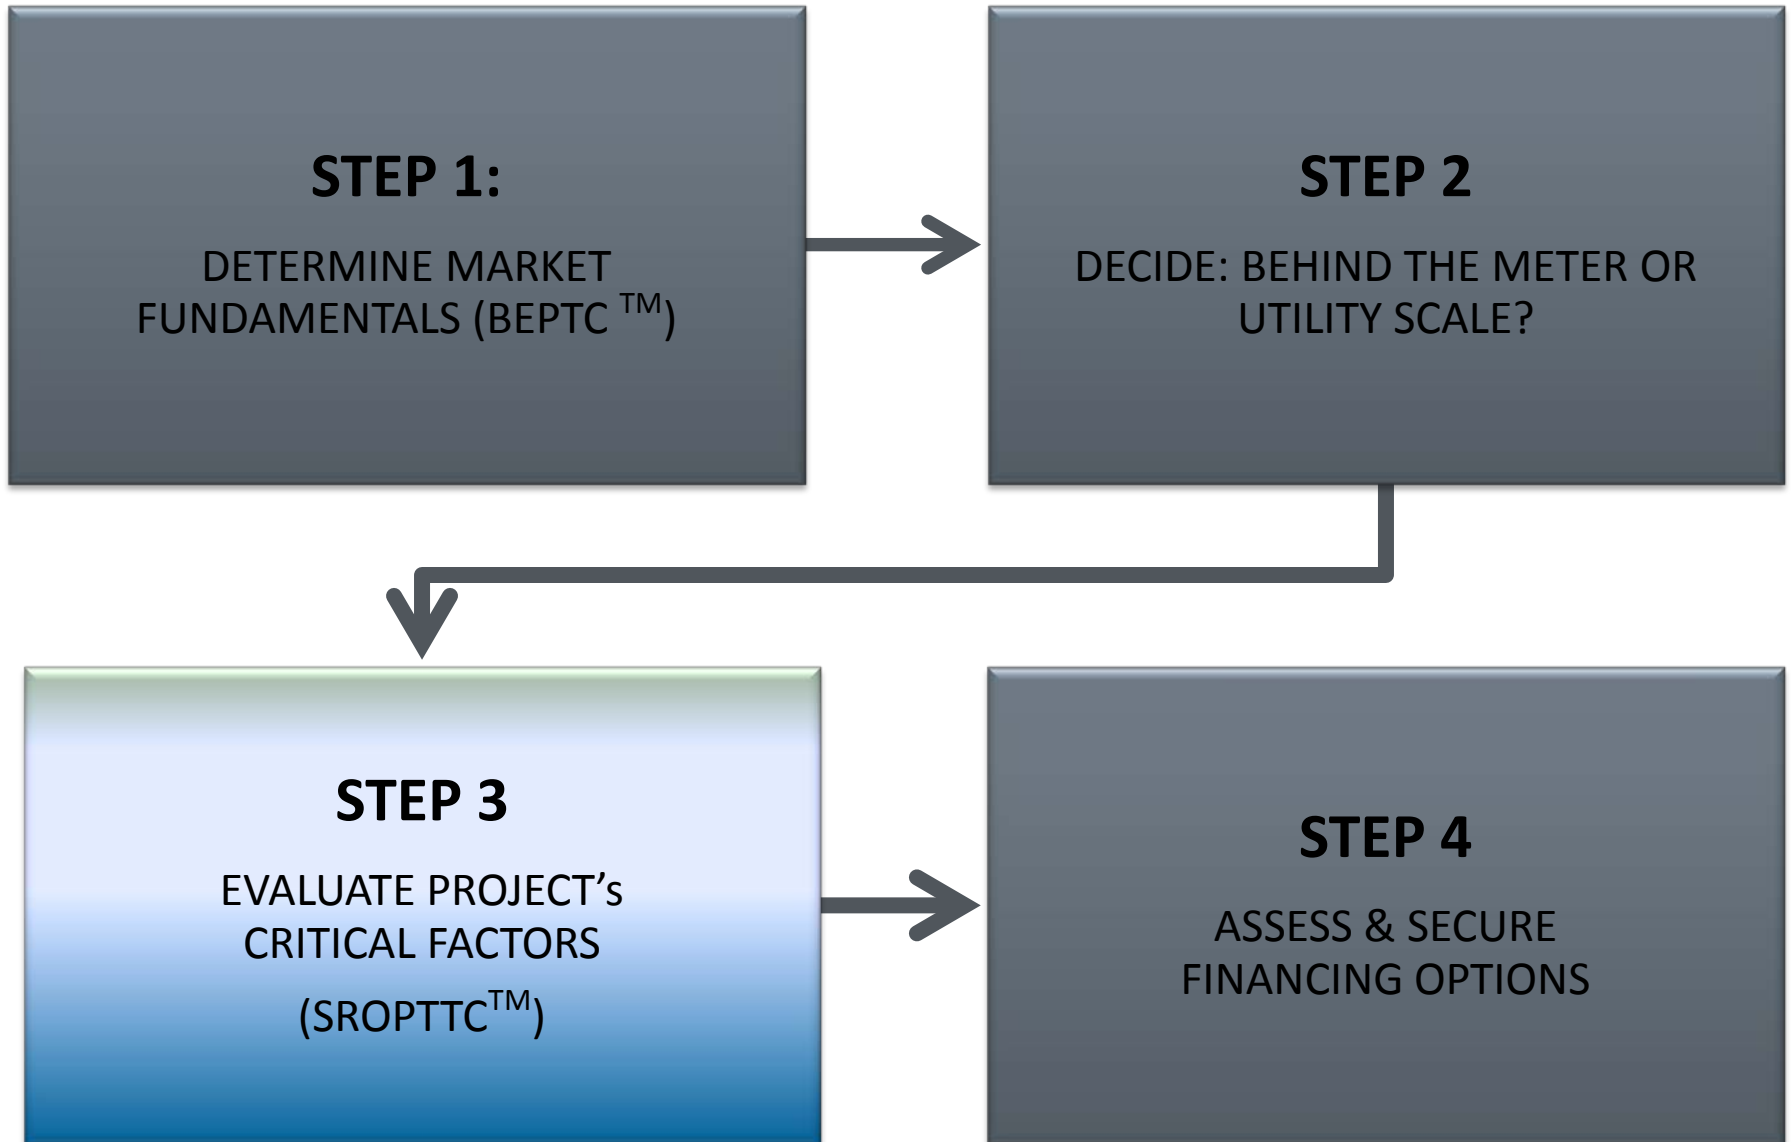 STEP 1:
DETERMINE MARKET
FUNDAMENTALS (BEPTC ™)
STEP 2
DECIDE: BEHIND THE METER OR
UTILITY SCALE?
STEP 3
EVALUATE PROJECT’s
CRITICAL FACTORS
(SROPTTC™)
STEP 4
ASSESS & SECURE
FINANCING OPTIONS